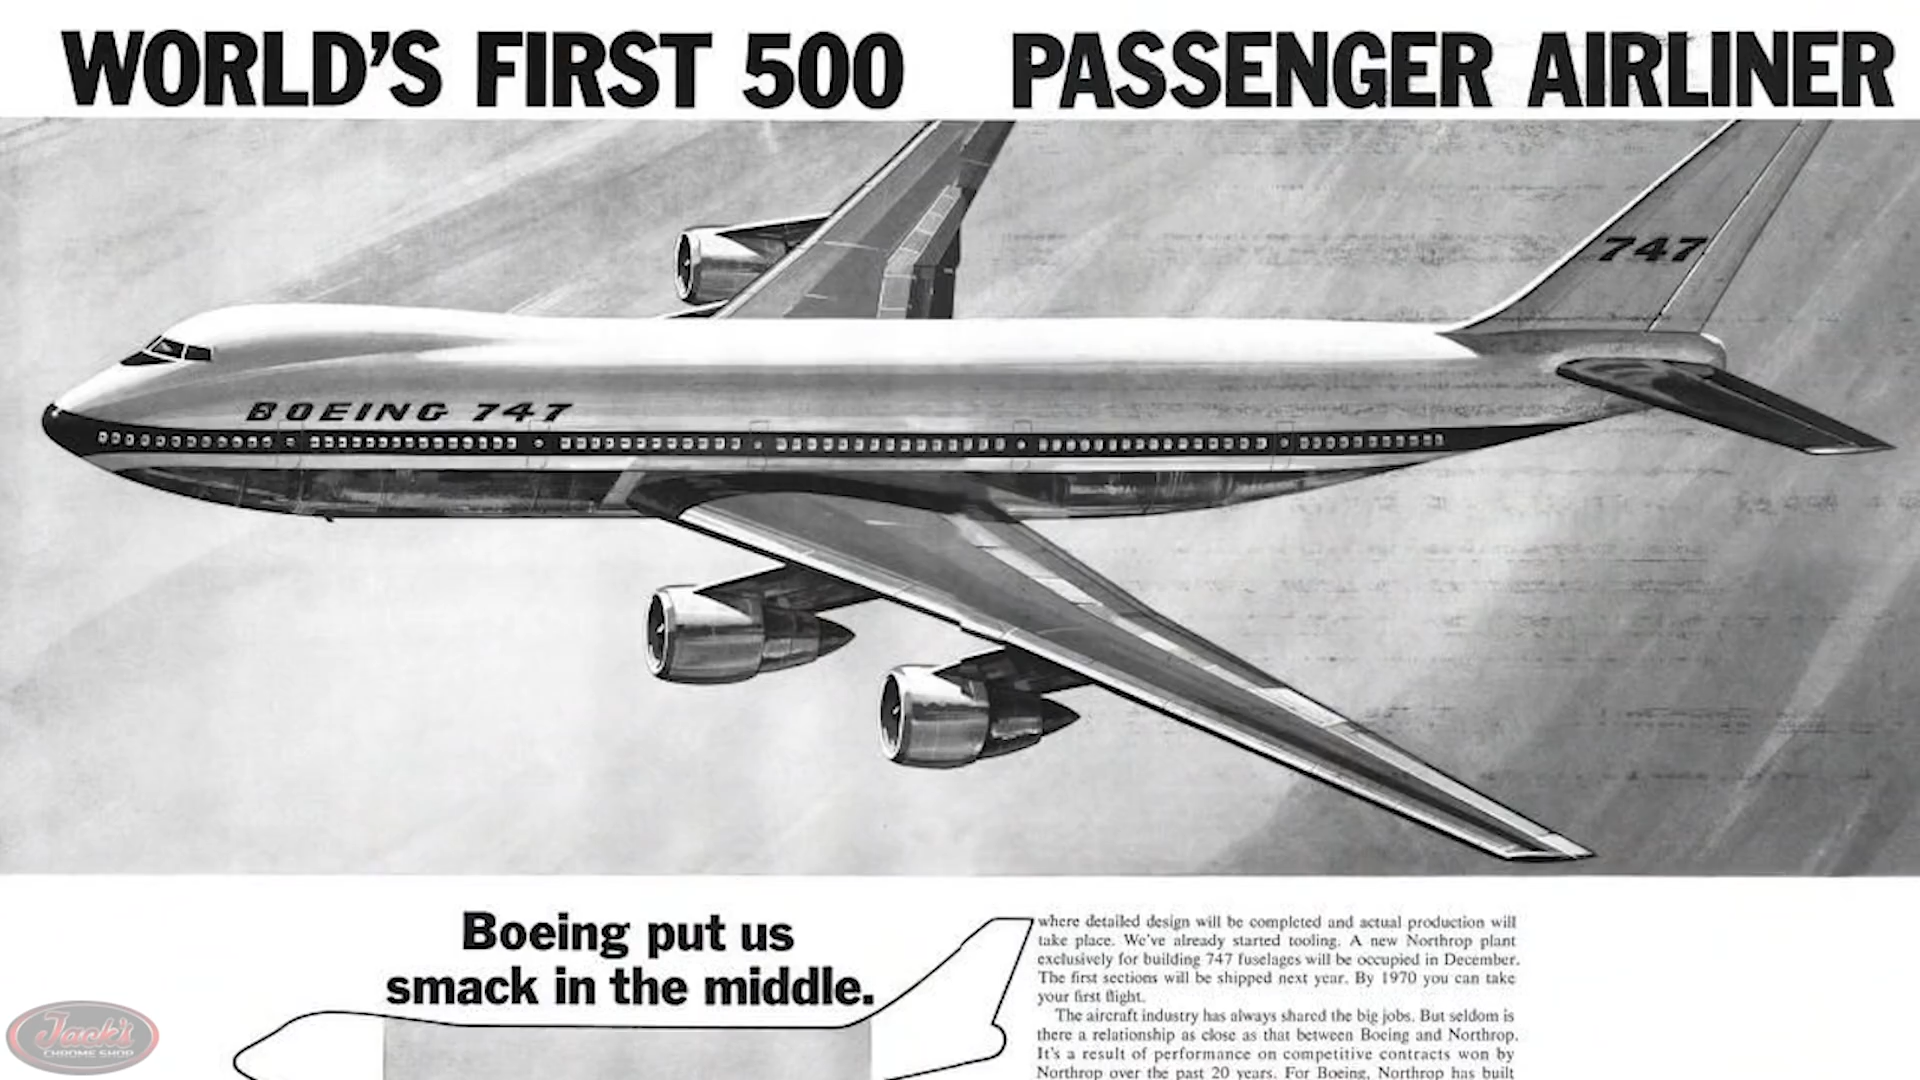 WORLD'S FIRST 500 PASSENGER AIRLINER
747
BOEING 747
Boeing put us
smack in the middle.
where detailed design will be completed and actual production will
take place. We've already started tooling. A new Northrop plant
exclusively for building 747 fuselages will be occupied in December.
The first sections will be shipped next year. By 1970 you can take
your first flight.
The aircraft industry has always shared the big jobs. But seldom is
there a relationship as close as that between Boeing and Northrop.
It's a result of performance on competitive contracts won by
Northrop over the past 20 years. For Boeing, Northrop has built
Jack's
CHROME SHOP